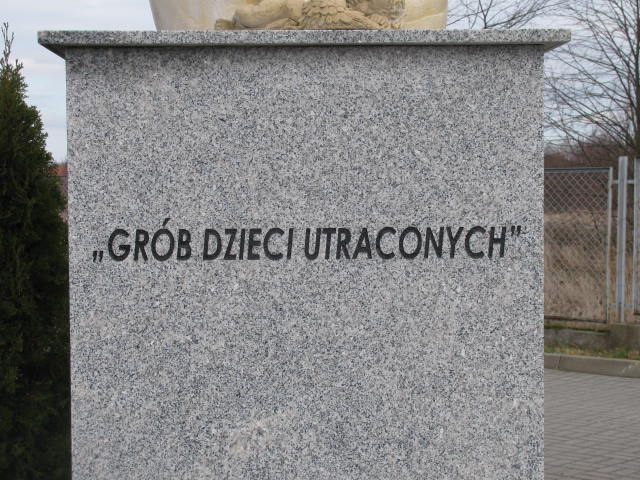 „GRÓB DZIECI UTRACONYCH”